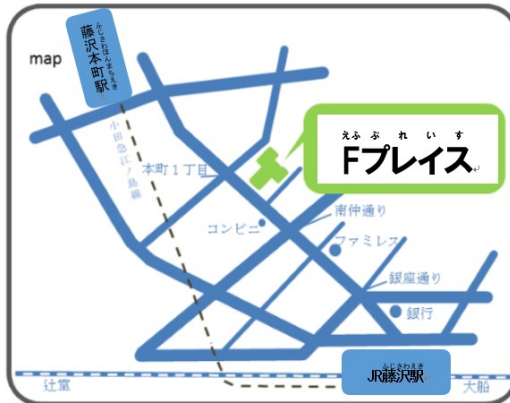 map
ふじさわほんまちえき
藤沢本町駅
小田急江ノ島線
えふぷれいす
Fプレイス
本町1丁目
コンビニ
南仲通り
ファミレス
銀座通り
銀行
ふじさわえき
JR藤沢駅
辻堂
大船